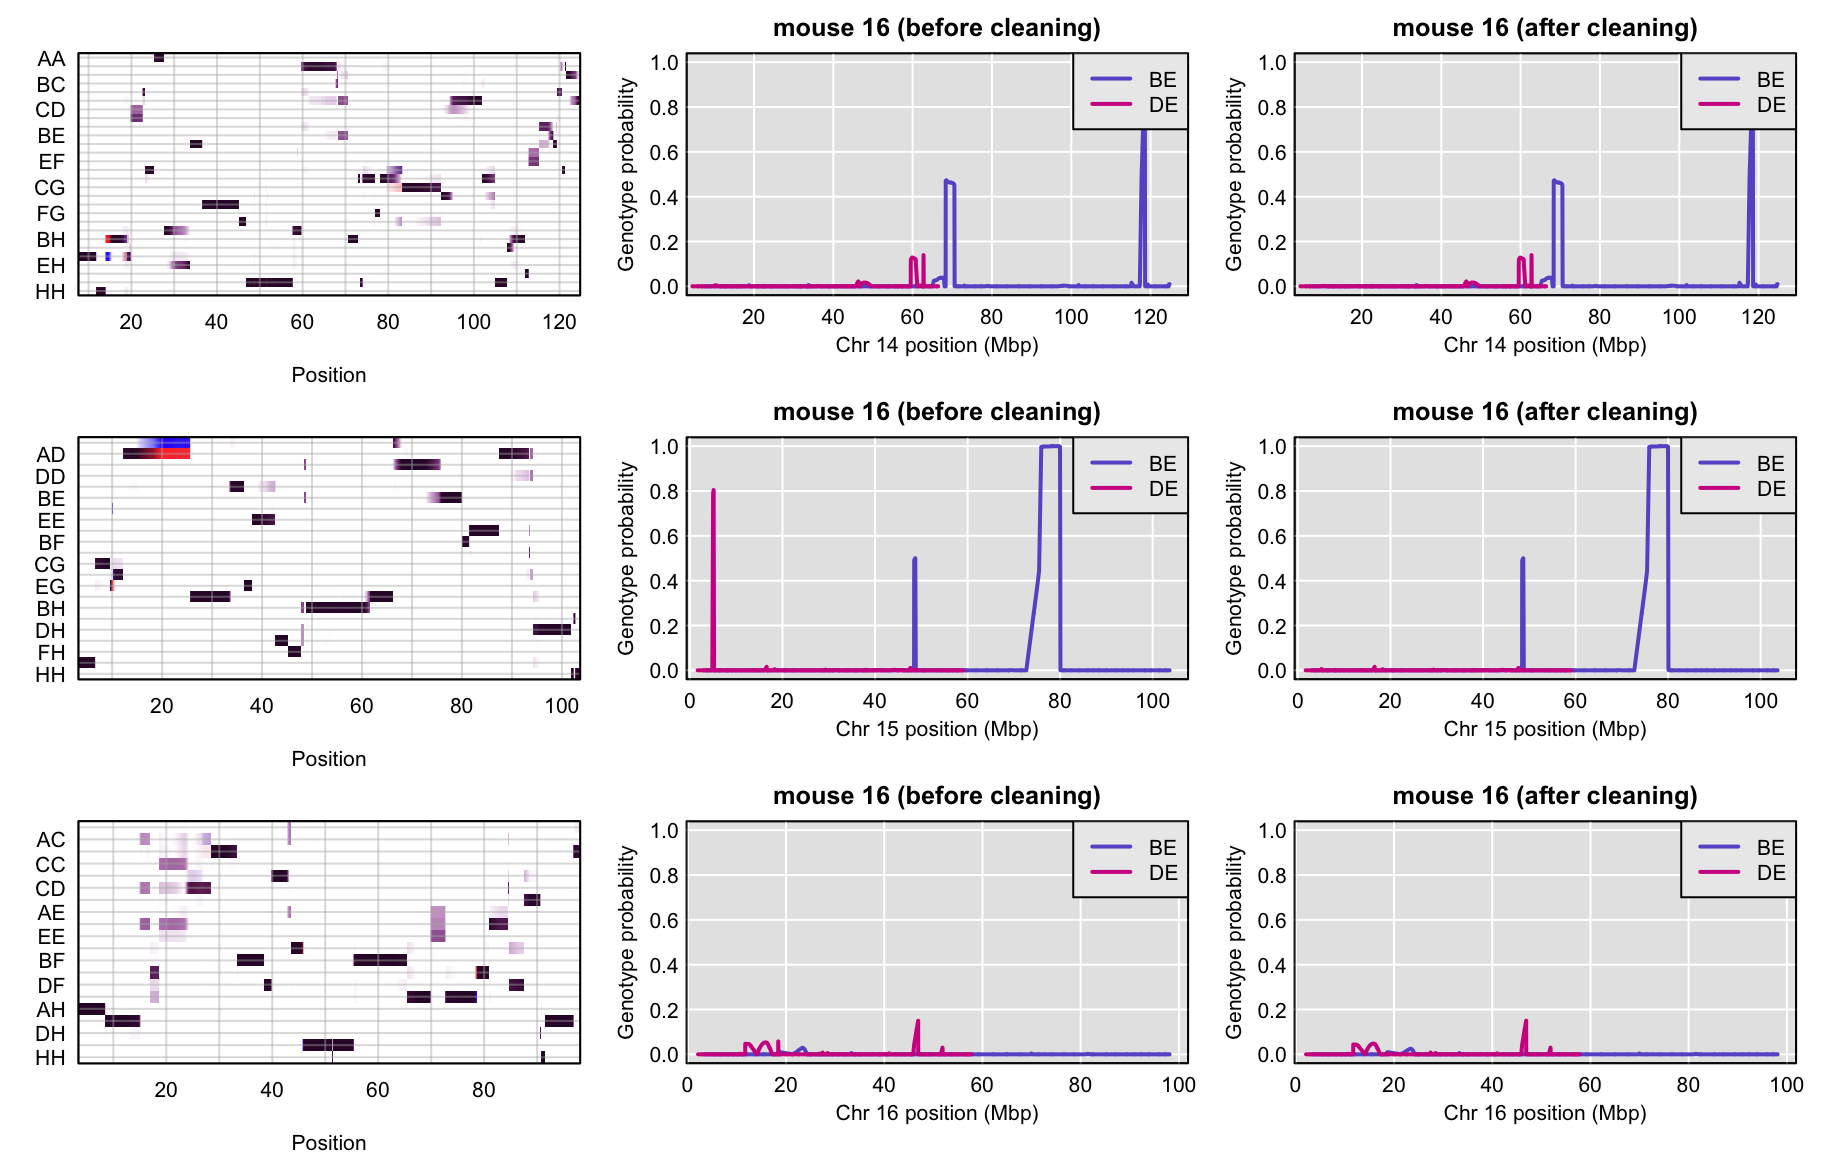 mouse 16 (before cleaning)
mouse 16 (after cleaning)
AA
BC
CD
BE
EF
CG
FG
BH
EH
HH
20 40 60 80 100 120
Position
Genotype probability
1.0
0.8
0.6
0.4
0.2
0.0
BE
DE
20 40 60 80 100 120
Chr 14 position (Mbp)
Genotype probability
1.0
0.8
0.6
0.4
0.2
0.0
BE
DE
20 40 60 80 100 120
Chr 14 position (Mbp)
mouse 16 (before cleaning)
mouse 16 (after cleaning)
AD
DD
BE
EE
BF
CG
EG
BH
DH
FH
HH
20 40 60 80 100
Position
Genotype probability
1.0
0.8
0.6
0.4
0.2
0.0
BE
DE
0 20 40 60 80 100
Chr 15 position (Mbp)
Genotype probability
1.0
0.8
0.6
0.4
0.2
0.0
BE
DE
0 20 40 60 80 100
Chr 15 position (Mbp)
mouse 16 (before cleaning)
mouse 16 (after cleaning)
AC
CC
CD
AE
EE
BF
DF
AH
DH
HH
20 40 60 80
Position
Genotype probability
1.0
0.8
0.6
0.4
0.2
0.0
BE
DE
0 20 40 60 80 100
Chr 16 position (Mbp)
Genotype probability
1.0
0.8
0.6
0.4
0.2
0.0
BE
DE
0 20 40 60 80 100
Chr 16 position (Mbp)